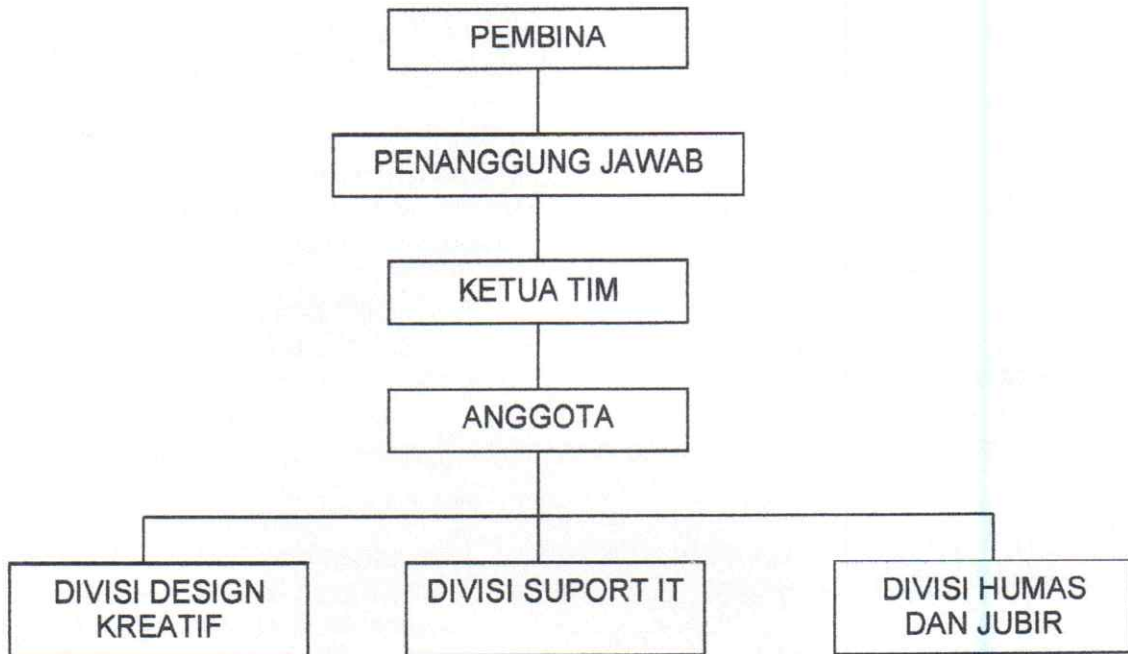 PEMBINA
PENANGGUNG JAWAB
KETUA TIM
ANGGOTA
DIVISI DESIGN
KREATIF
DIVISI SUPORT IT
DIVISI HUMAS
DAN JUBIR